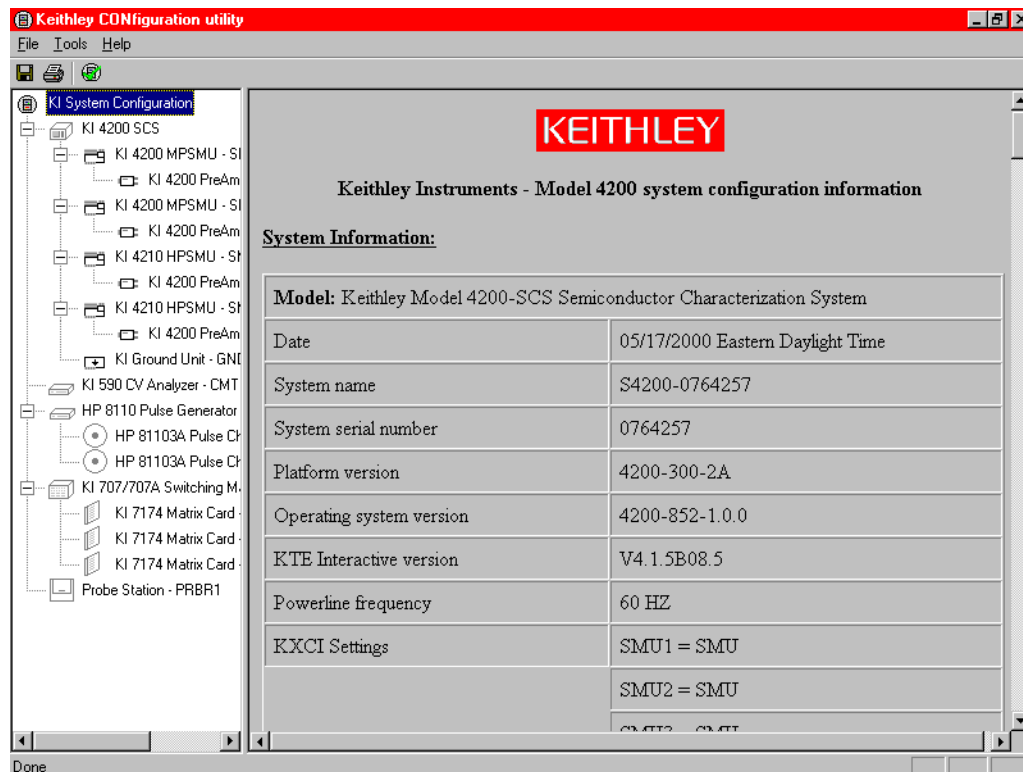 Keithley CONfiguration utility
File Tools Help
KI System Configuration
KI 4200 SCS
KI 4200 MPSMU -
KI 4200 PreAm
KI 4200 MPSMU -
KI 4200 PreAm
KI 4210 HPSMU -
KI 4200 PreAm
KI 4210 HPSMU -
KI 4200 PreAm
KI Ground Unit - GND
KI 590 CV Analyzer - CMT
HP 8110 Pulse Generator
HP 81103A Pulse Ch
HP 81103A Pulse Ch
KI 707/707A Switching M
KI 7174 Matrix Card -
KI 7174 Matrix Card -
KI 7174 Matrix Card -
Probe Station - PRBR1
KEITHLEY
Keithley Instruments - Model 4200 system configuration information
System Information:
Model: Keithley Model 4200-SCS Semiconductor Characterization System
Date 05/17/2000 Eastern Daylight Time
System name S4200-0764257
System serial number 0764257
Platform version 4200-300-2A
Operating system version 4200-852-1.0.0
KTE Interactive version V4.1.5B08.5
Powerline frequency 60 HZ
KXCI Settings SMU1 = SMU
SMU2 = SMU
Done